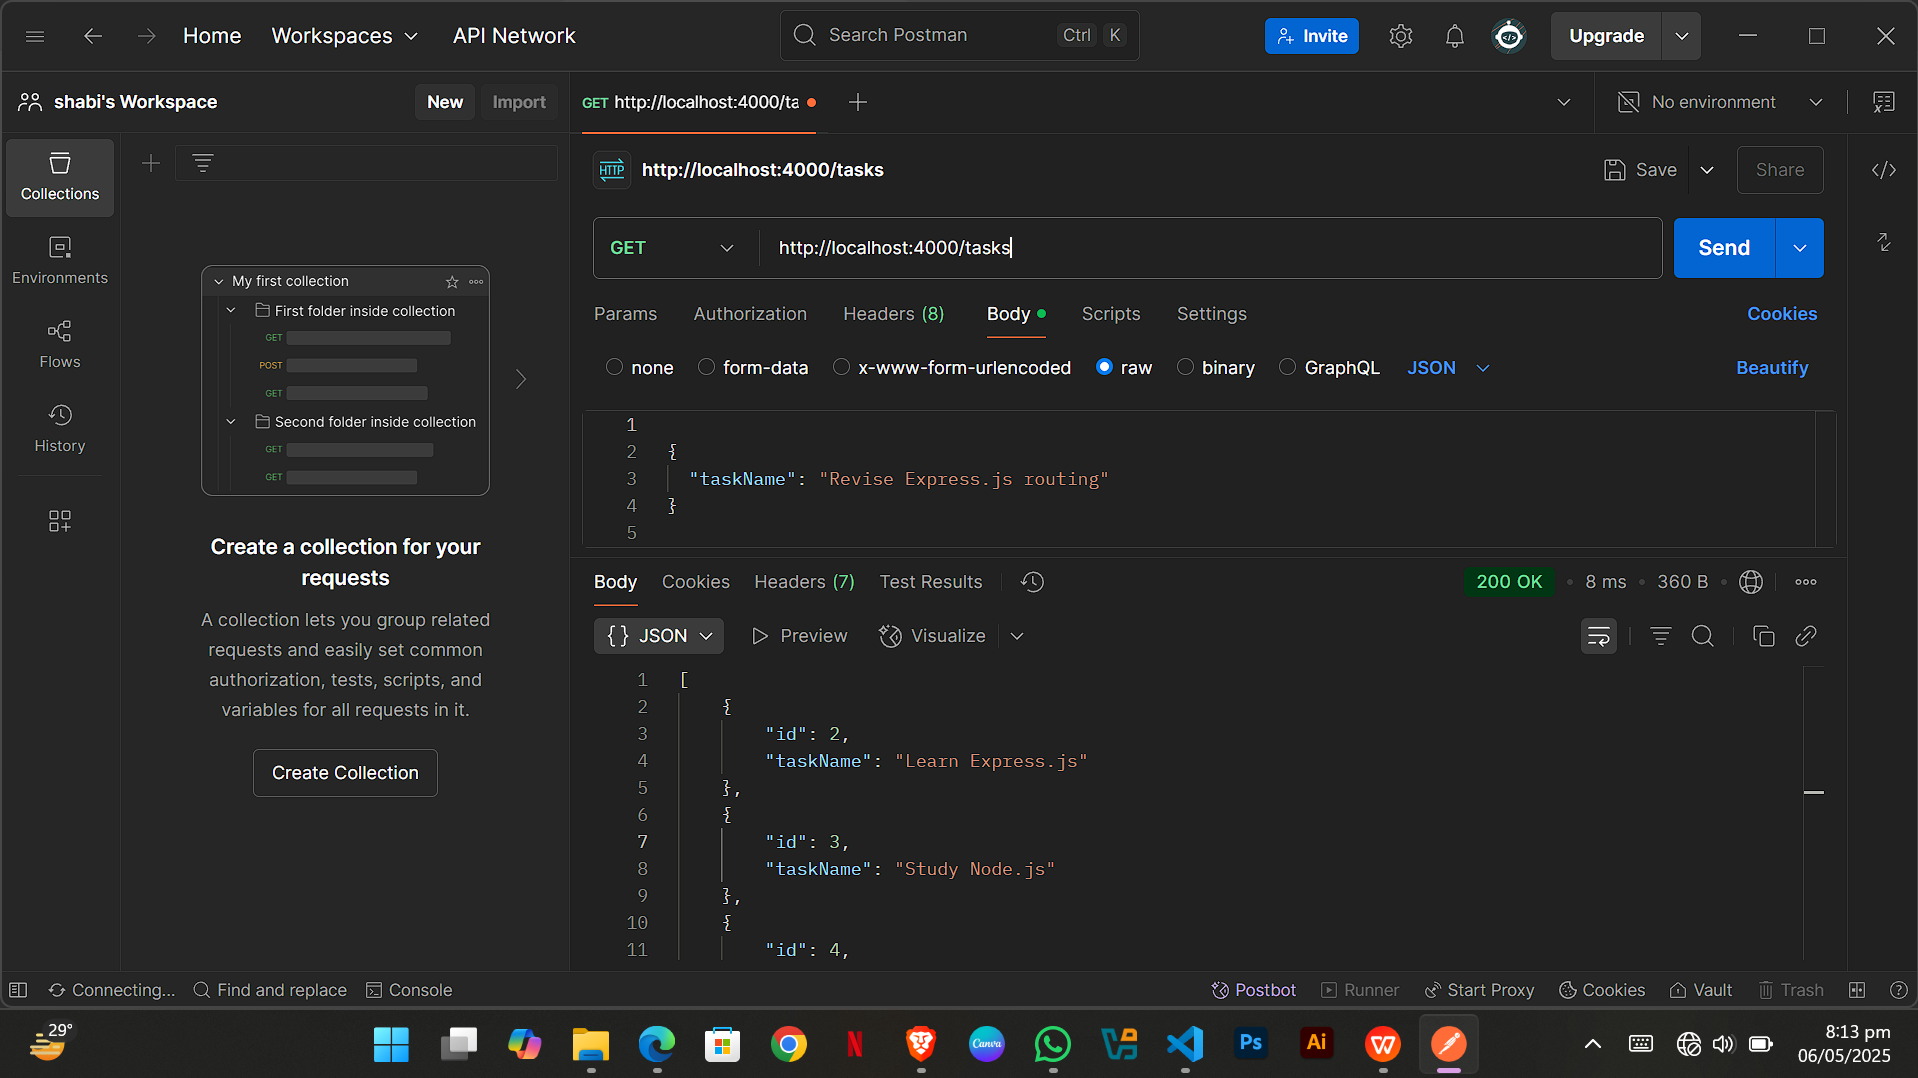 Home Workspaces API Network Search Postman Ctrl K Invite Upgrade
shabi's Workspace New Import GET http://localhost:4000/ta No environment
HTTP http://localhost:4000/tasks Save Share
Collections
Environments
Flows
History
My first collection
First folder inside collection
GET
POST
GET
Second folder inside collection
GET
GET
Create a collection for your
requests
A collection lets you group related
requests and easily set common
authorization, tests, scripts, and
variables for all requests in it.
Create Collection
GET http://localhost:4000/tasks Send
Params Authorization Headers (8) Body Scripts Settings Cookies
none form-data x-www-form-urlencoded raw binary GraphQL JSON Beautify
1
2 {
3 "taskName": "Revise Express.js routing"
4 }
5
Body Cookies Headers (7) Test Results 200 OK • 8 ms • 360 B
{} JSON Preview Visualize
1 [
2 {
3 "id": 2,
4 "taskName": "Learn Express.js"
5 },
6 {
7 "id": 3,
8 "taskName": "Study Node.js"
9 },
10 {
11 "id": 4,
Connecting... Find and replace Console Postbot Runner Start Proxy Cookies Vault Trash
29° N Canva Ps Ai W 8:13 pm
06/05/2025